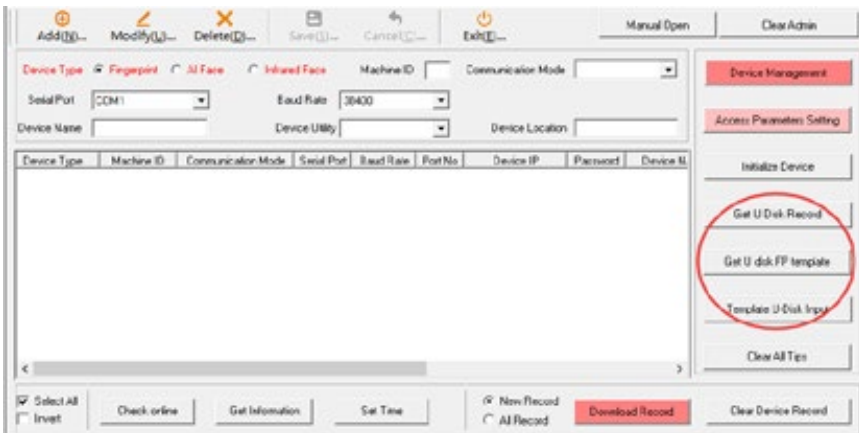 Add(N)... Modify(U)... Delete(D)... Save(S)... Cancel(C)... Exit(E)... Manual Open Clear Admin
Device Type Fingerprint AI Face Infrared Face Machine ID Communication Mode Device Management
Serial Port COM1 Baud Rate 38400
Device Name Device Utility Device Location Access Parameters Setting
Device Type Machine ID Communication Mode Serial Port Baud Rate Port No Device IP Password Device N
Initialize Device
Get U Disk Record
Get U disk FP template
Template U-Disk Input
Clear All Tips
Select All
Invert Check online Get Information Set Time New Record
All Record Download Record Clear Device Record